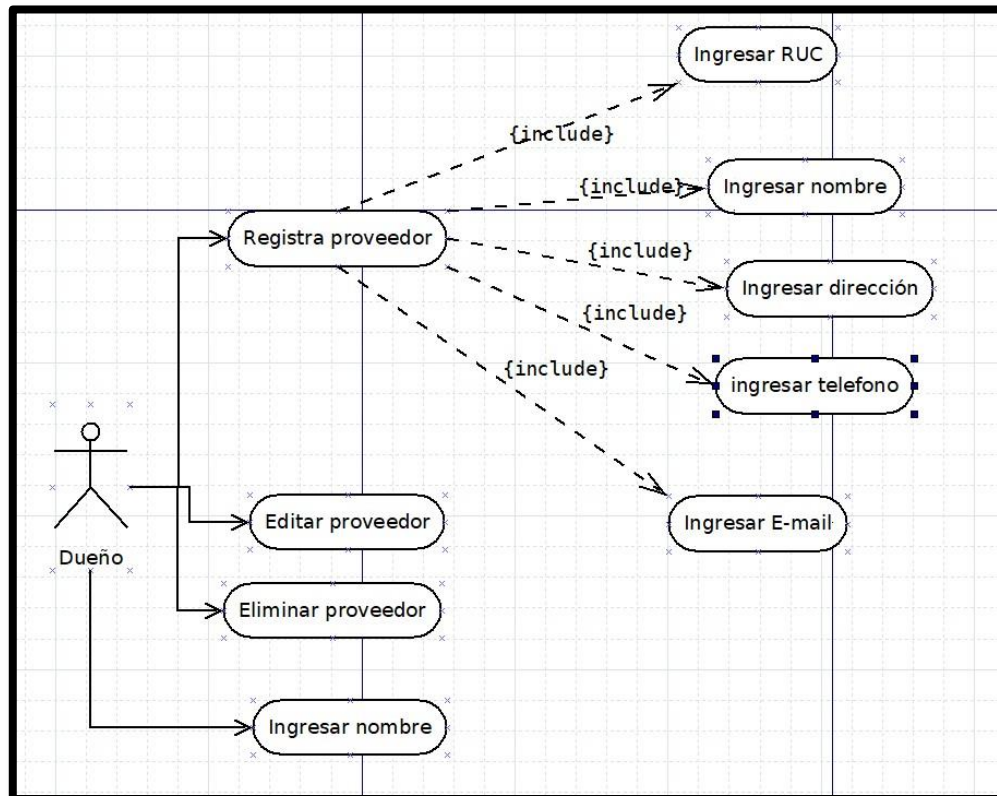 Ingresar RUC
{include}
{include}
Ingresar nombre
Registra proveedor
{include}
Ingresar dirección
{include}
{include}
ingresar telefono
Editar proveedor
Ingresar E-mail
Dueño
Eliminar proveedor
Ingresar nombre